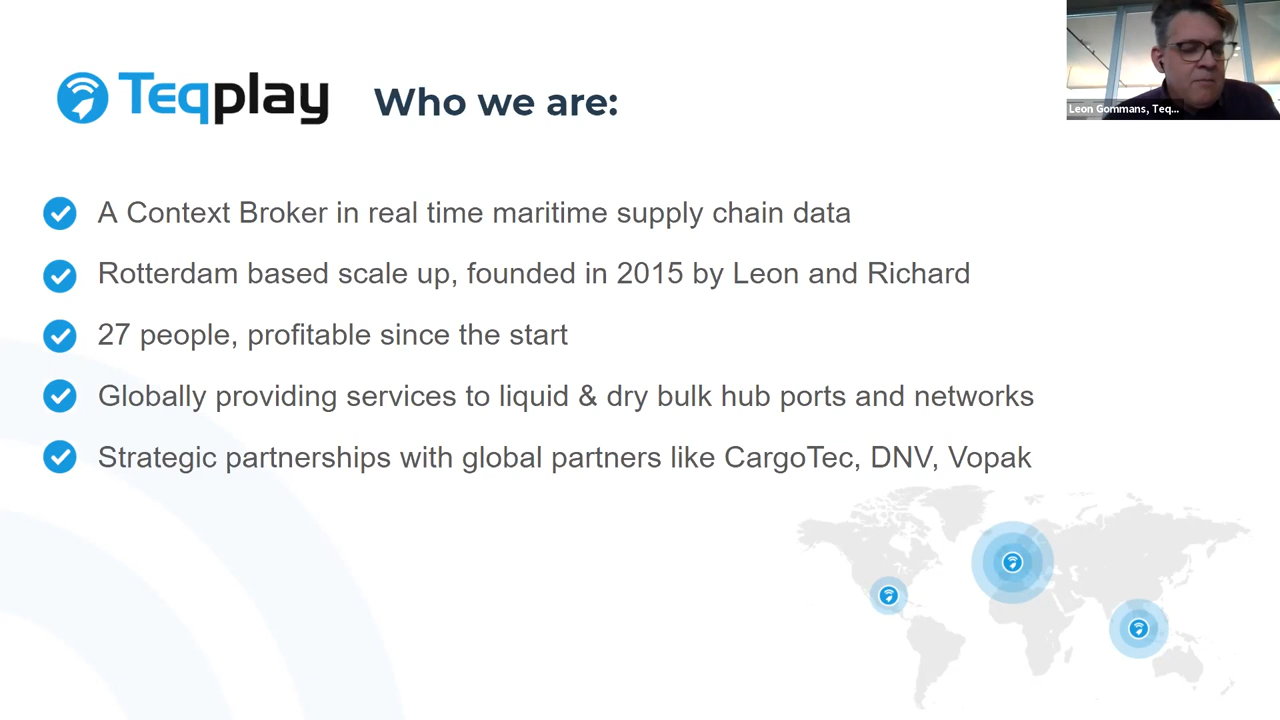 Teqplay Who we are:
Leon Gommans, Teq...
A Context Broker in real time maritime supply chain data
Rotterdam based scale up, founded in 2015 by Leon and Richard
27 people, profitable since the start
Globally providing services to liquid & dry bulk hub ports and networks
Strategic partnerships with global partners like CargoTec, DNV, Vopak